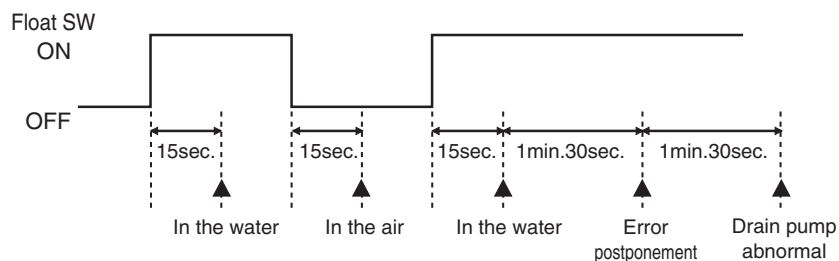 Float SW
ON
OFF
15sec. 15sec. 15sec. 1min.30sec. 1min.30sec.
In the water In the air In the water Error postponement Drain pump abnormal